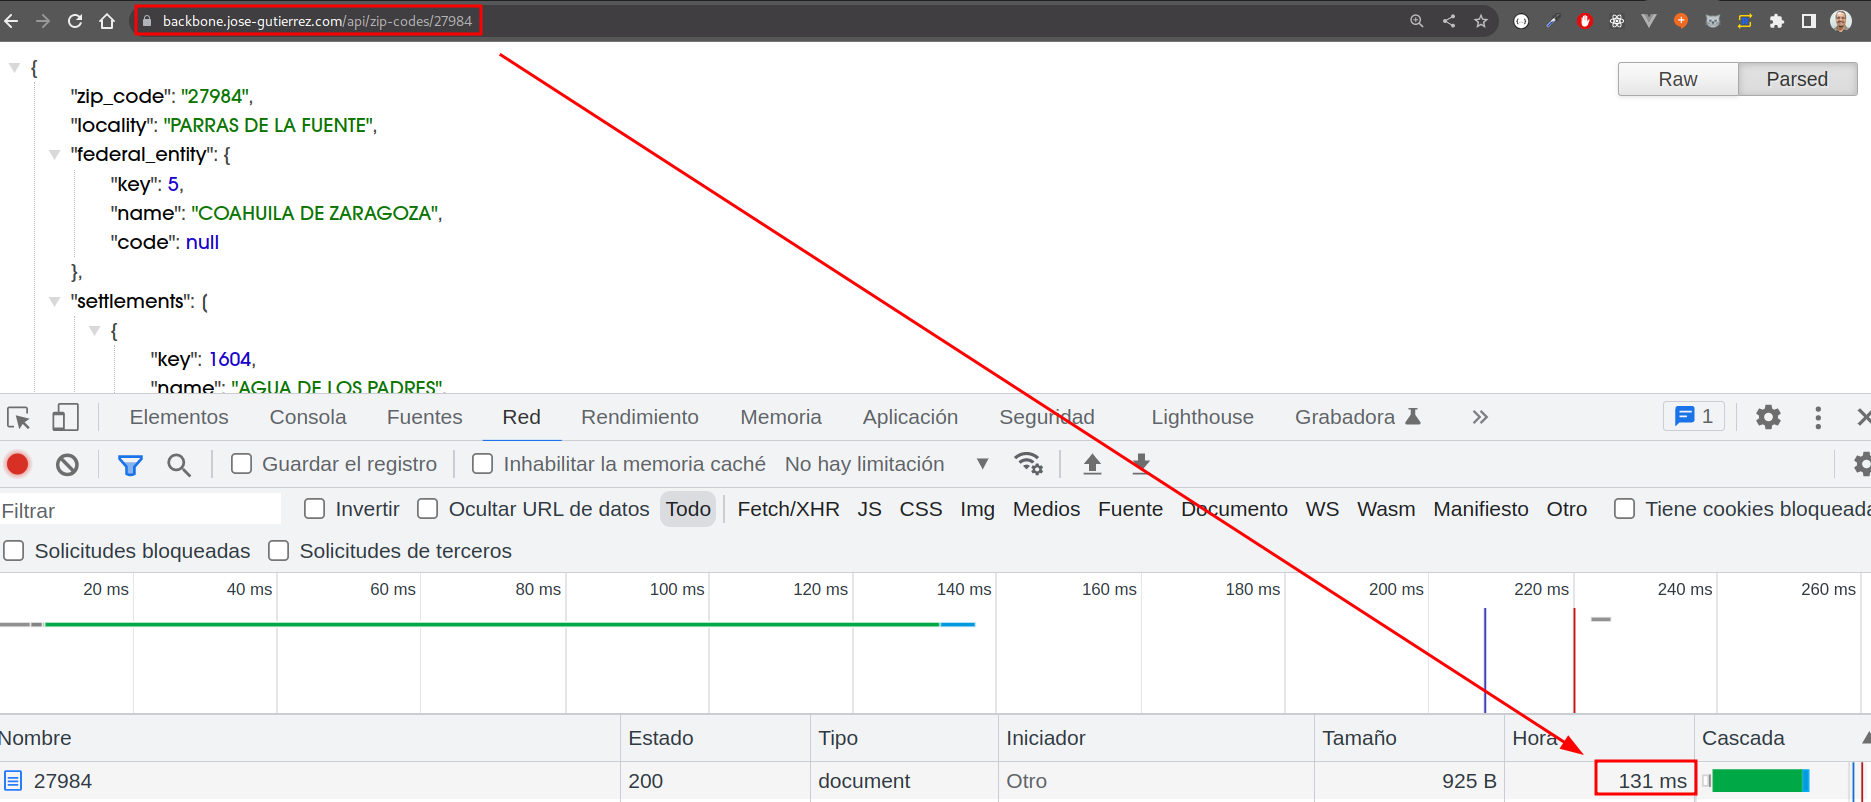 backbone.jose-gutierrez.com/api/zip-codes/27984
{
"zip_code": "27984",
Raw Parsed
"locality": "PARRAS DE LA FUENTE",
"federal_entity": {
"key": 5,
"name": "COAHUILA DE ZARAGOZA",
"code": null
},
"settlements": [
{
"key": 1604,
"name": "AGUA DE LOS PADRES",
Elementos Consola Fuentes Red Rendimiento Memoria Aplicación Seguridad Lighthouse Grabadora 1
Guardar el registro Inhabilitar la memoria caché No hay limitación
Filtrar Invertir Ocultar URL de datos Todo Fetch/XHR JS CSS Img Medios Fuente Documento WS Wasm Manifiesto Otro Tiene cookies bloqueada
Solicitudes bloqueadas Solicitudes de terceros
20 ms 40 ms 60 ms 80 ms 100 ms 120 ms 140 ms 160 ms 180 ms 200 ms 220 ms 240 ms 260 ms
Nombre Estado Tipo Iniciador Tamaño Hora Cascada
27984 200 document Otro 925 B 131 ms